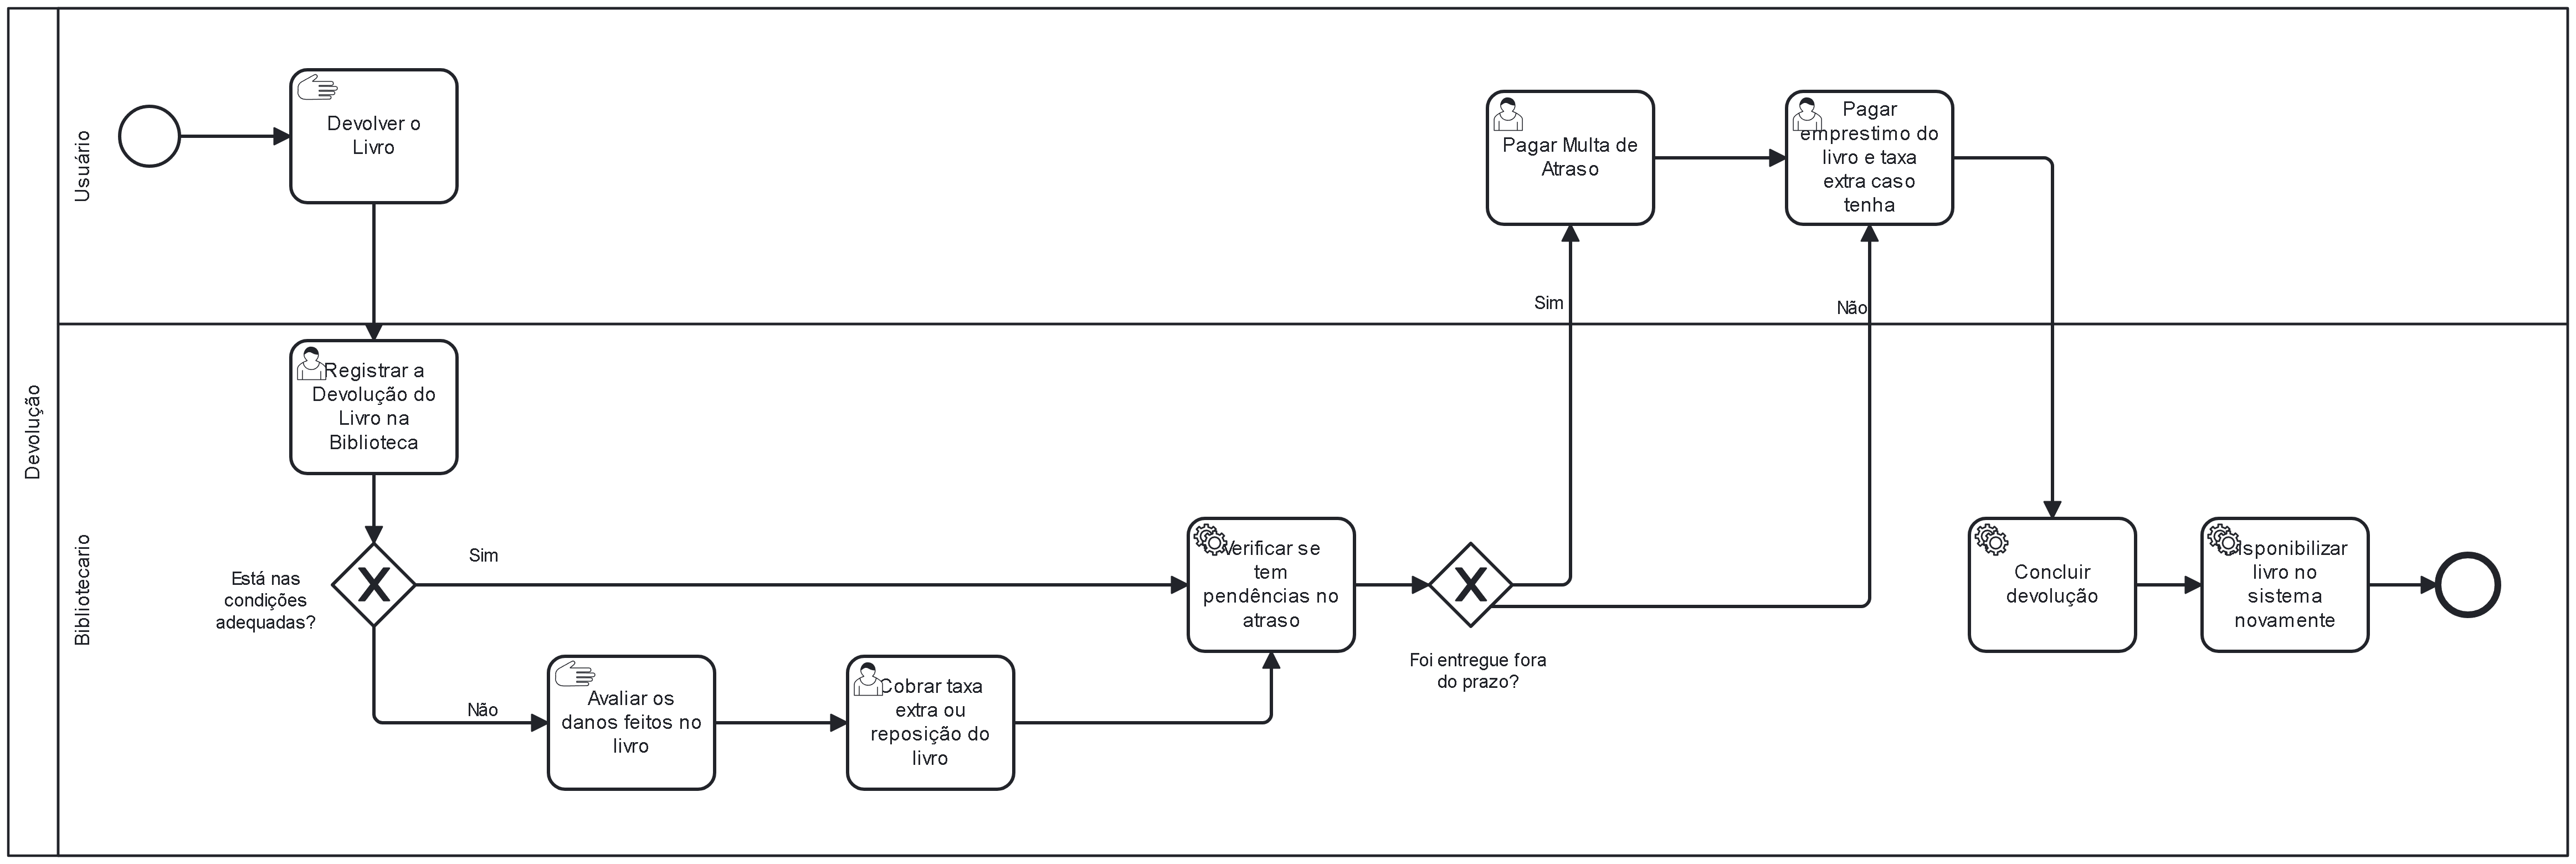 Devolução
Usuário
Devolver o
Livro
Pagar Multa de
Atraso
Pagar
emprestimo do
livro e taxa
extra caso
tenha
Sim
Não
Bibliotecario
Registrar a
Devolução do
Livro na
Biblioteca
Está nas
condições
adequadas?
Sim
Não
Avaliar os
danos feitos no
livro
Cobrar taxa
extra ou
reposição do
livro
Verificar se
tem
pendências no
atraso
Foi entregue fora
do prazo?
Concluir
devolução
Disponibilizar
livro no
sistema
novamente